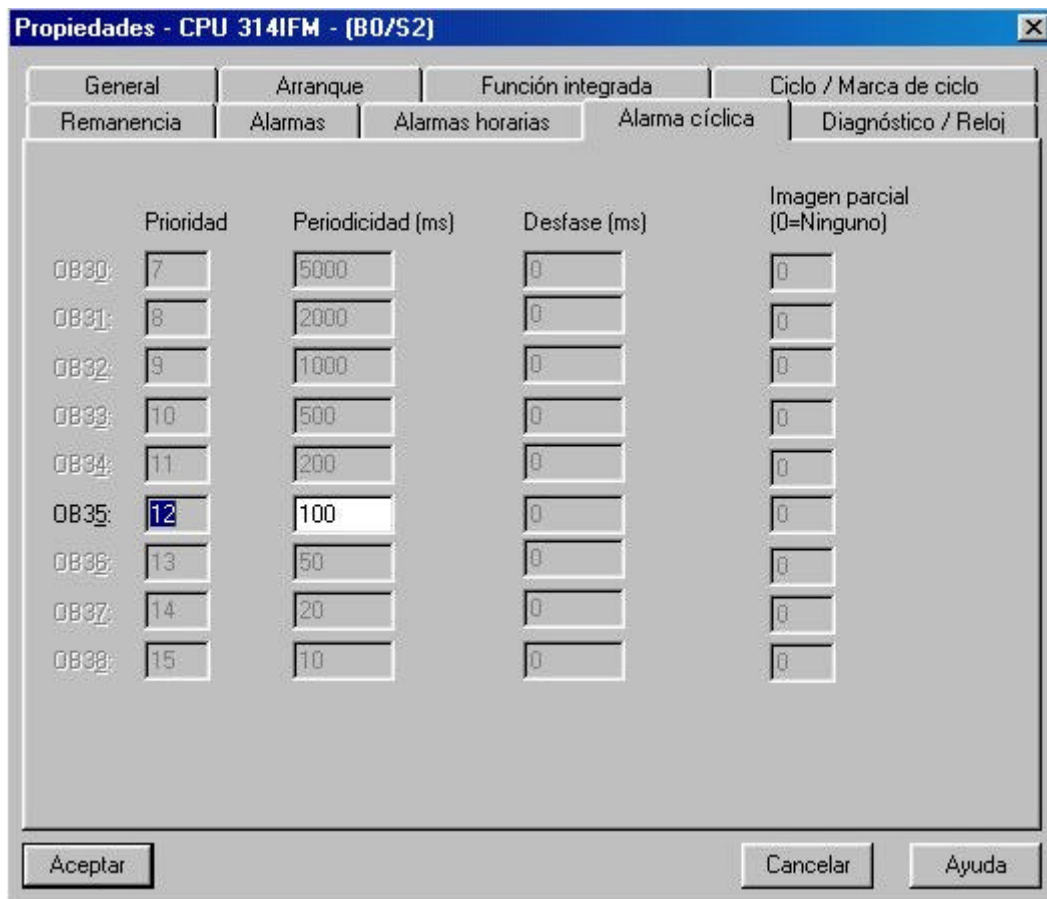 Propiedades - CPU 314IFM - (B0/S2)
General Arranque Función integrada Ciclo / Marca de ciclo
Remanencia Alarmas Alarmas horarias Alarma cíclica Diagnóstico / Reloj
Prioridad Periodicidad (ms) Desfase (ms) Imagen parcial
(0=Ninguno)
OB30: 7 5000 0 0
OB31: 8 2000 0 0
OB32: 9 1000 0 0
OB33: 10 500 0 0
OB34: 11 200 0 0
OB35: 12 100 0 0
OB36: 13 50 0 0
OB37: 14 20 0 0
OB38: 15 10 0 0
Aceptar Cancelar Ayuda